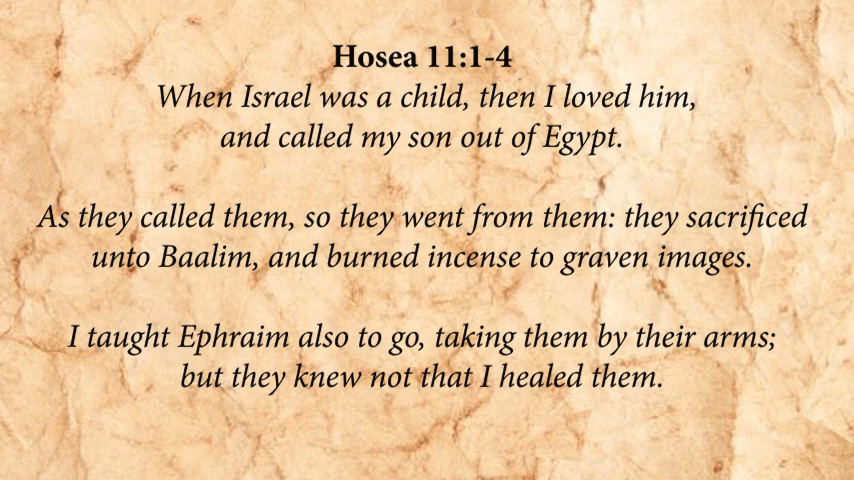 Hosea 11:1-4
When Israel was a child, then I loved him,
and called my son out of Egypt.
As they called them, so they went from them: they sacrificed
unto Baalim, and burned incense to graven images.
I taught Ephraim also to go, taking them by their arms;
but they knew not that I healed them.